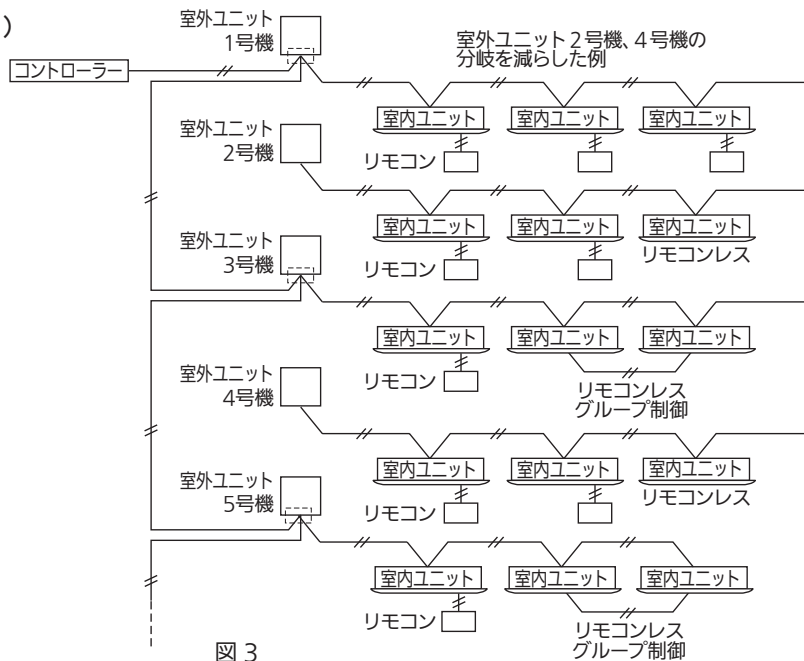 )
室外ユニット
1号機
コントローラー
室外ユニット2号機、4号機の
分岐を減らした例
室内ユニット 室内ユニット 室内ユニット
リモコン
室外ユニット
2号機
室内ユニット 室内ユニット 室内ユニット
リモコン
リモコンレス
室外ユニット
3号機
室内ユニット 室内ユニット 室内ユニット
リモコン
リモコンレス
グループ制御
室外ユニット
4号機
室内ユニット 室内ユニット 室内ユニット
リモコン
リモコンレス
室外ユニット
5号機
室内ユニット 室内ユニット 室内ユニット
リモコン
リモコンレス
グループ制御
図3